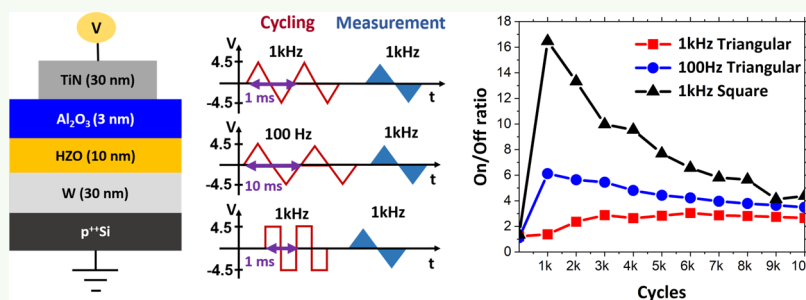 V
TiN (30 nm)
Al₂O₃ (3 nm)
HZO (10 nm)
W (30 nm)
p⁺⁺Si
Cycling Measurement
V 1kHz 1kHz
4.5
-4.5
1 ms
t
V 100 Hz 1kHz
4.5
-4.5
10 ms
t
V 1kHz 1kHz
4.5
-4.5
1 ms
t
On/Off ratio
18
16
14
12
10
8
6
4
2
0
1kHz Triangular
100Hz Triangular
1kHz Square
1k 2k 3k 4k 5k 6k 7k 8k 9k 10
Cycles